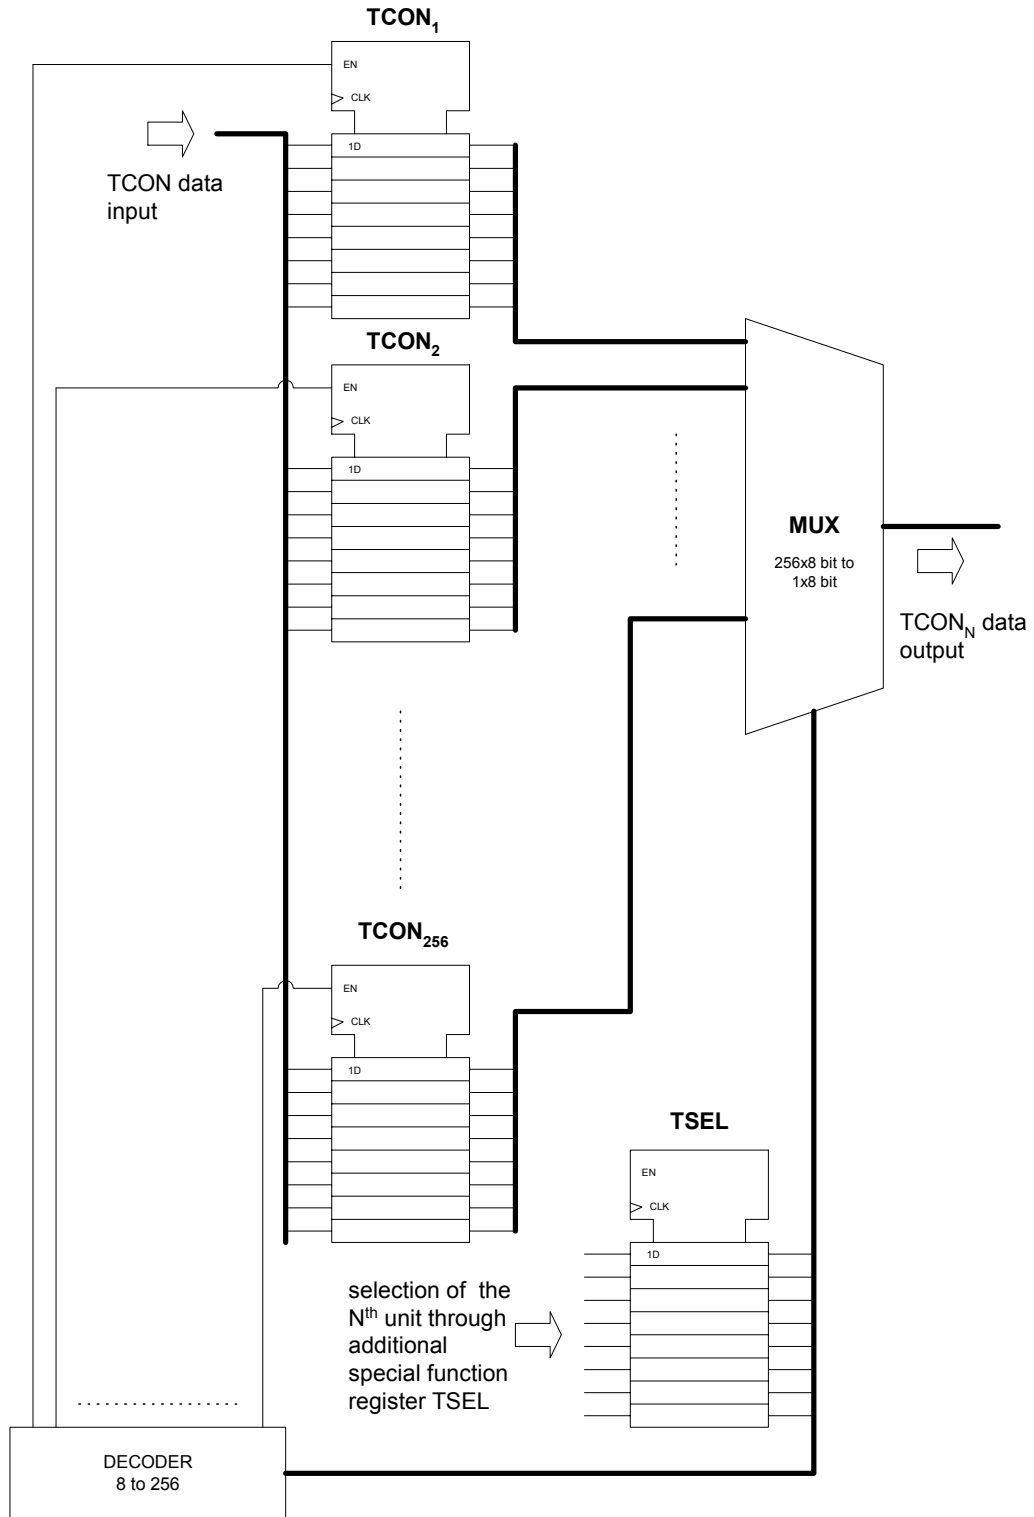 TCON1
EN
CLK
1D
TCON data
input
TCON2
EN
CLK
1D
MUX
256x8 bit to
1x8 bit
TCONN data
output
TCON256
EN
CLK
1D
TSEL
EN
CLK
1D
selection of the
Nth unit through
additional
special function
register TSEL
DECODER
8 to 256